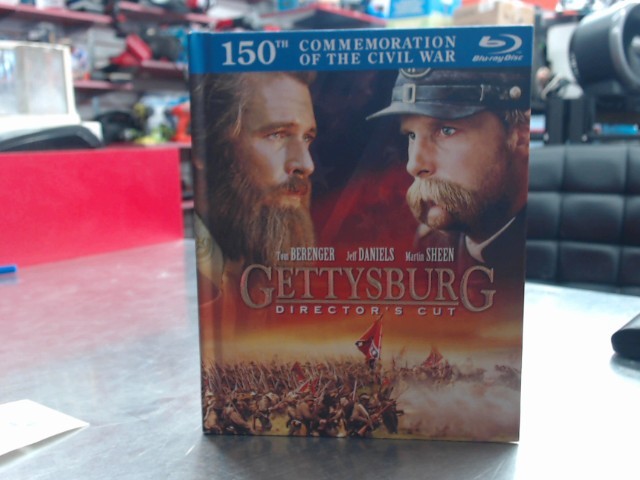 150TH COMMEMORATION OF THE CIVIL WAR
Blu-ray Disc
Tom BERENGER Jeff DANIELS Martin SHEEN
GETTYSBURG
DIRECTOR'S CUT